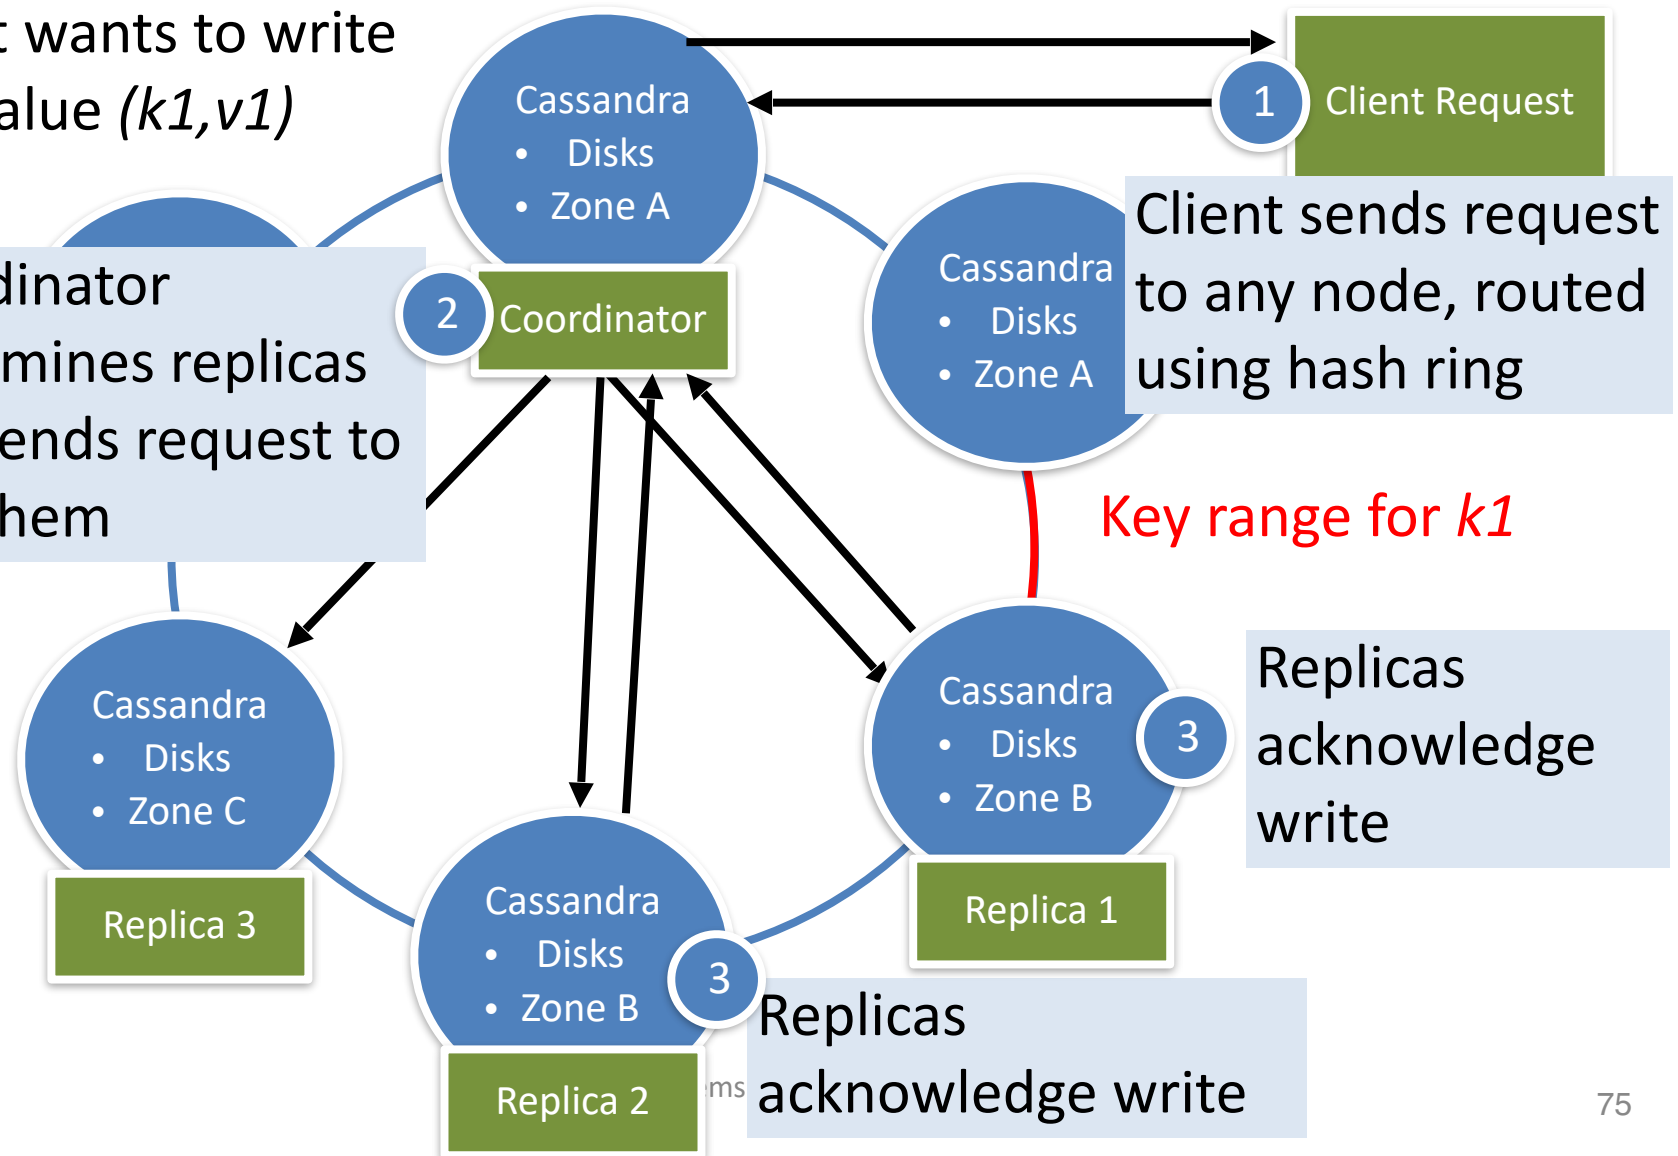 t wants to write
alue (k1,v1)
Cassandra
• Disks
• Zone A
1
Client Request
Client sends request
to any node, routed
using hash ring
dinator
mines replicas
ends request to
hem
2
Coordinator
Cassandra
• Disks
• Zone A
Key range for k1
Cassandra
• Disks
• Zone C
Replica 3
Cassandra
• Disks
• Zone B
3
Replica 1
Replicas
acknowledge
write
Cassandra
• Disks
• Zone B
3
Replica 2
Replicas
acknowledge write
ems
75